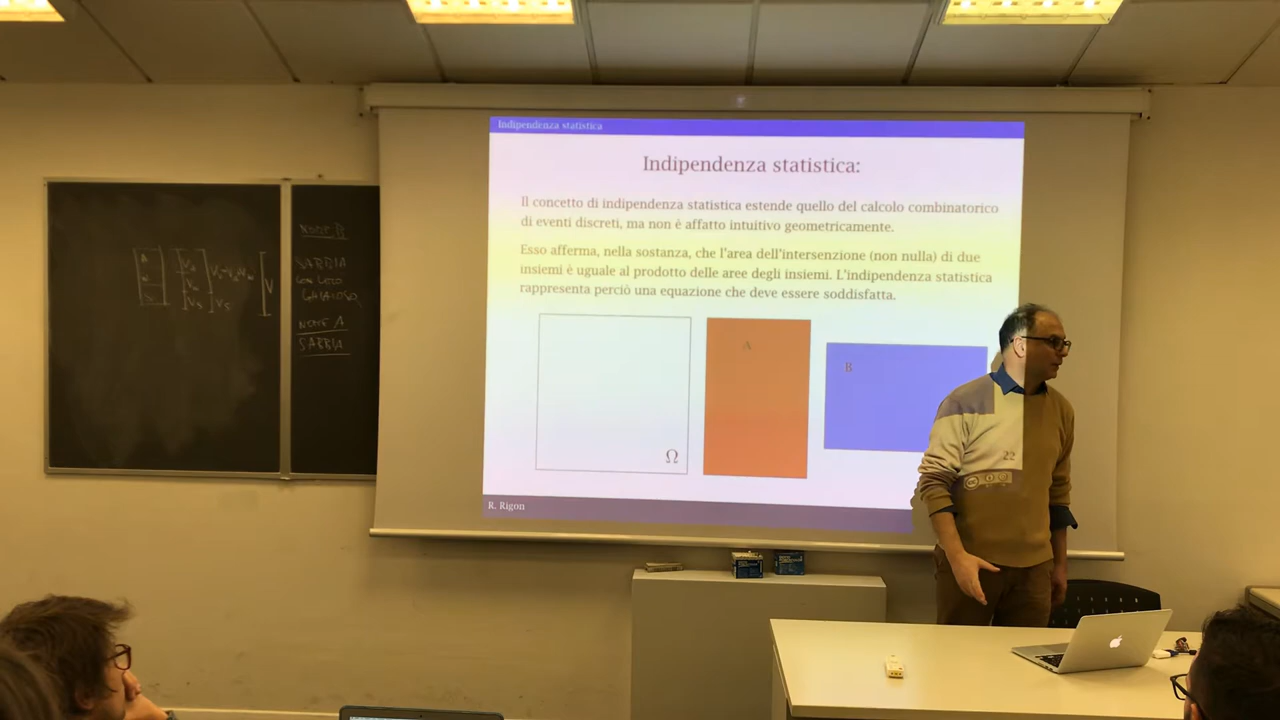 Indipendenza statistica
Indipendenza statistica:
Il concetto di indipendenza statistica estende quello del calcolo combinatorico
di eventi discreti, ma non è affatto intuitivo geometricamente.
Esso afferma, nella sostanza, che l'area dell'intersenzione (non nulla) di due
insiemi è uguale al prodotto delle aree degli insiemi. L'indipendenza statistica
rappresenta perciò una equazione che deve essere soddisfatta.
A
B
Ω
22
R. Rigon
SABBIA
NODE A
SABBIA